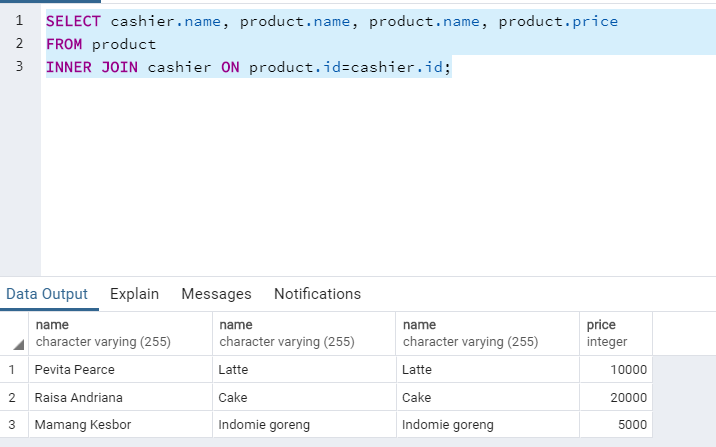 1 SELECT cashier.name, product.name, product.name, product.price
2 FROM product
3 INNER JOIN cashier ON product.id=cashier.id;
Data Output Explain Messages Notifications
name name name price
character varying (255) character varying (255) character varying (255) integer
1 Pevita Pearce Latte Latte 10000
2 Raisa Andriana Cake Cake 20000
3 Mamang Kesbor Indomie goreng Indomie goreng 5000